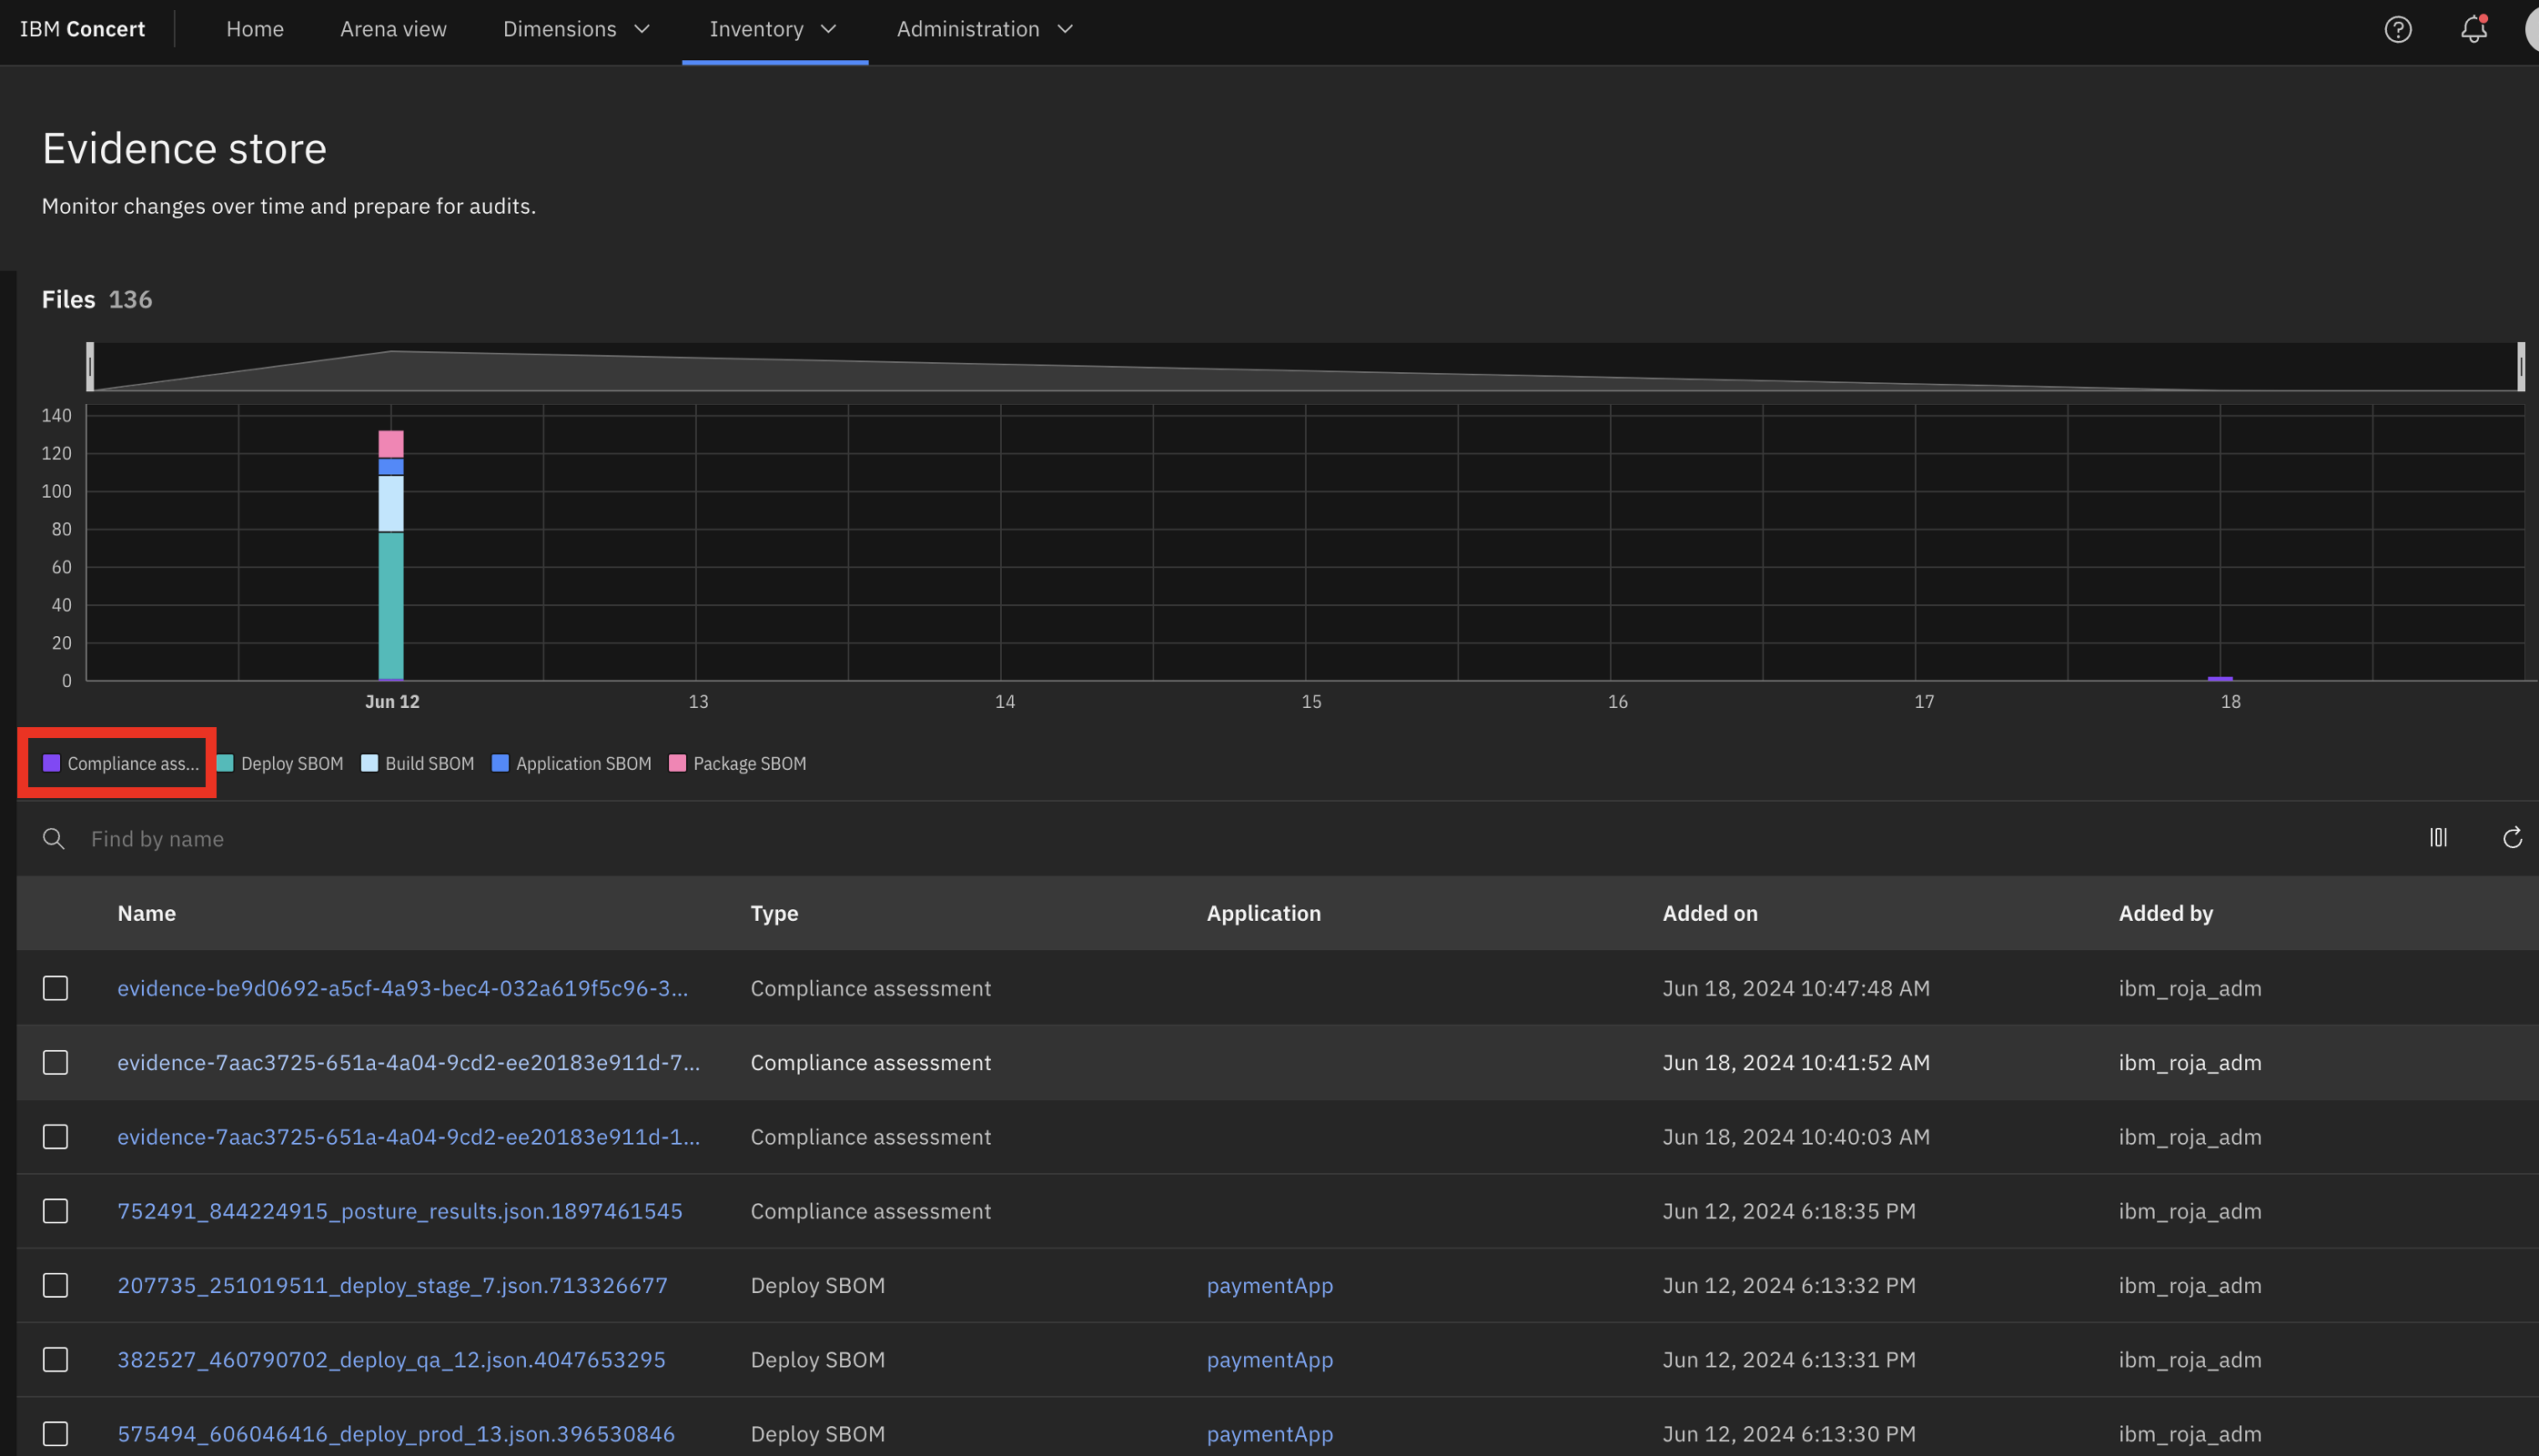 IBM Concert Home Arena view Dimensions Inventory Administration
Evidence store
Monitor changes over time and prepare for audits.
Files 136
140
120
100
80
60
40
20
0
Jun 12 13 14 15 16 17 18
Compliance ass... Deploy SBOM Build SBOM Application SBOM Package SBOM
Find by name
Name Type Application Added on Added by
evidence-be9d0692-a5cf-4a93-bec4-032a619f5c96-3... Compliance assessment Jun 18, 2024 10:47:48 AM ibm_roja_adm
evidence-7aac3725-651a-4a04-9cd2-ee20183e911d-7... Compliance assessment Jun 18, 2024 10:41:52 AM ibm_roja_adm
evidence-7aac3725-651a-4a04-9cd2-ee20183e911d-1... Compliance assessment Jun 18, 2024 10:40:03 AM ibm_roja_adm
752491_844224915_posture_results.json.1897461545 Compliance assessment Jun 12, 2024 6:18:35 PM ibm_roja_adm
207735_251019511_deploy_stage_7.json.713326677 Deploy SBOM paymentApp Jun 12, 2024 6:13:32 PM ibm_roja_adm
382527_460790702_deploy_qa_12.json.4047653295 Deploy SBOM paymentApp Jun 12, 2024 6:13:31 PM ibm_roja_adm
575494_606046416_deploy_prod_13.json.396530846 Deploy SBOM paymentApp Jun 12, 2024 6:13:30 PM ibm_roja_adm